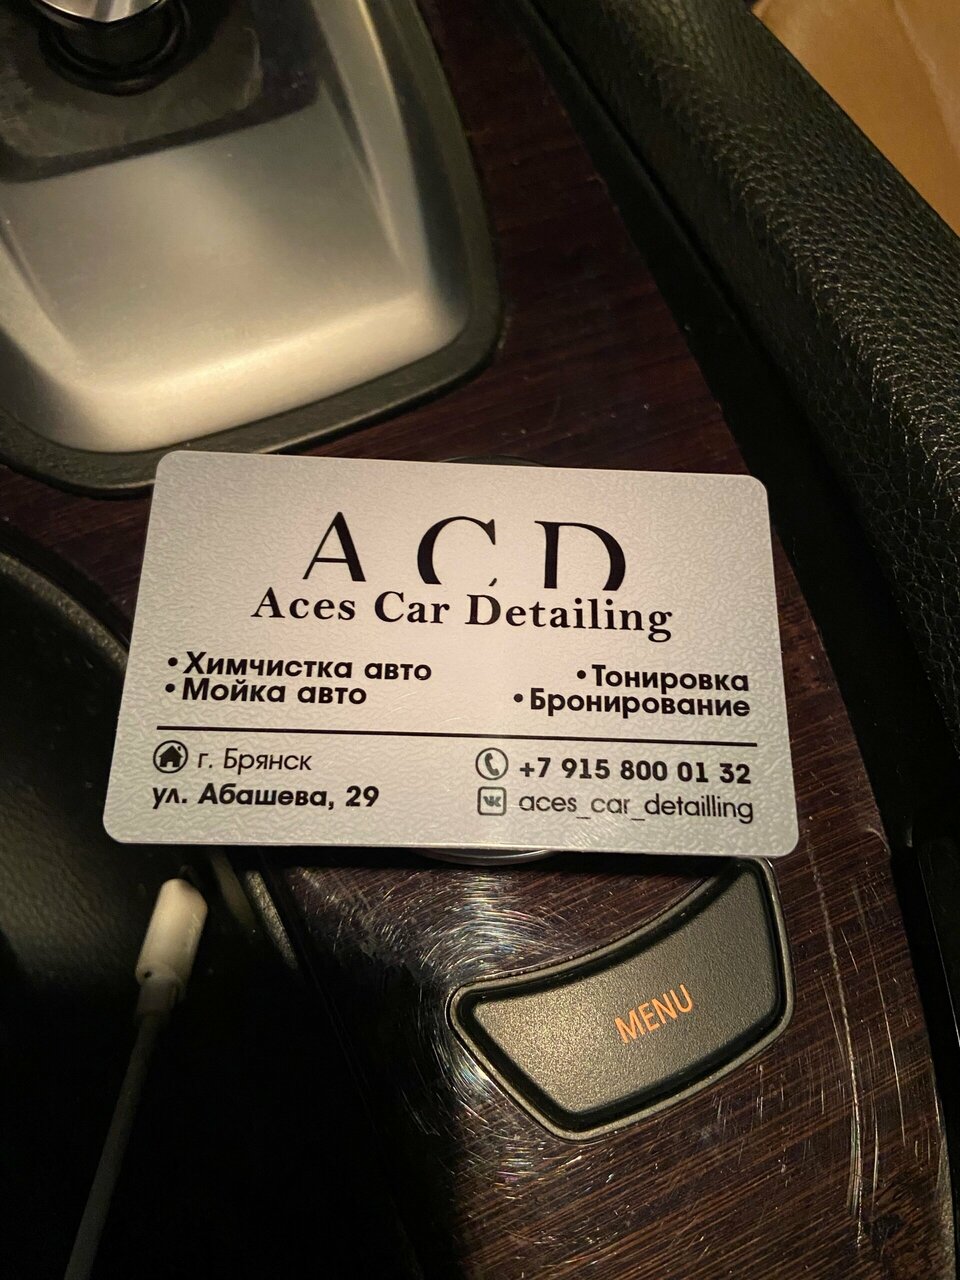 ACD
Aces Car Detailing
•Химчистка авто
•Мойка авто
•Тонировка
•Бронирование
г. Брянск
ул. Абашева, 29
+7 915 800 01 32
aces_car_detailling
MENU